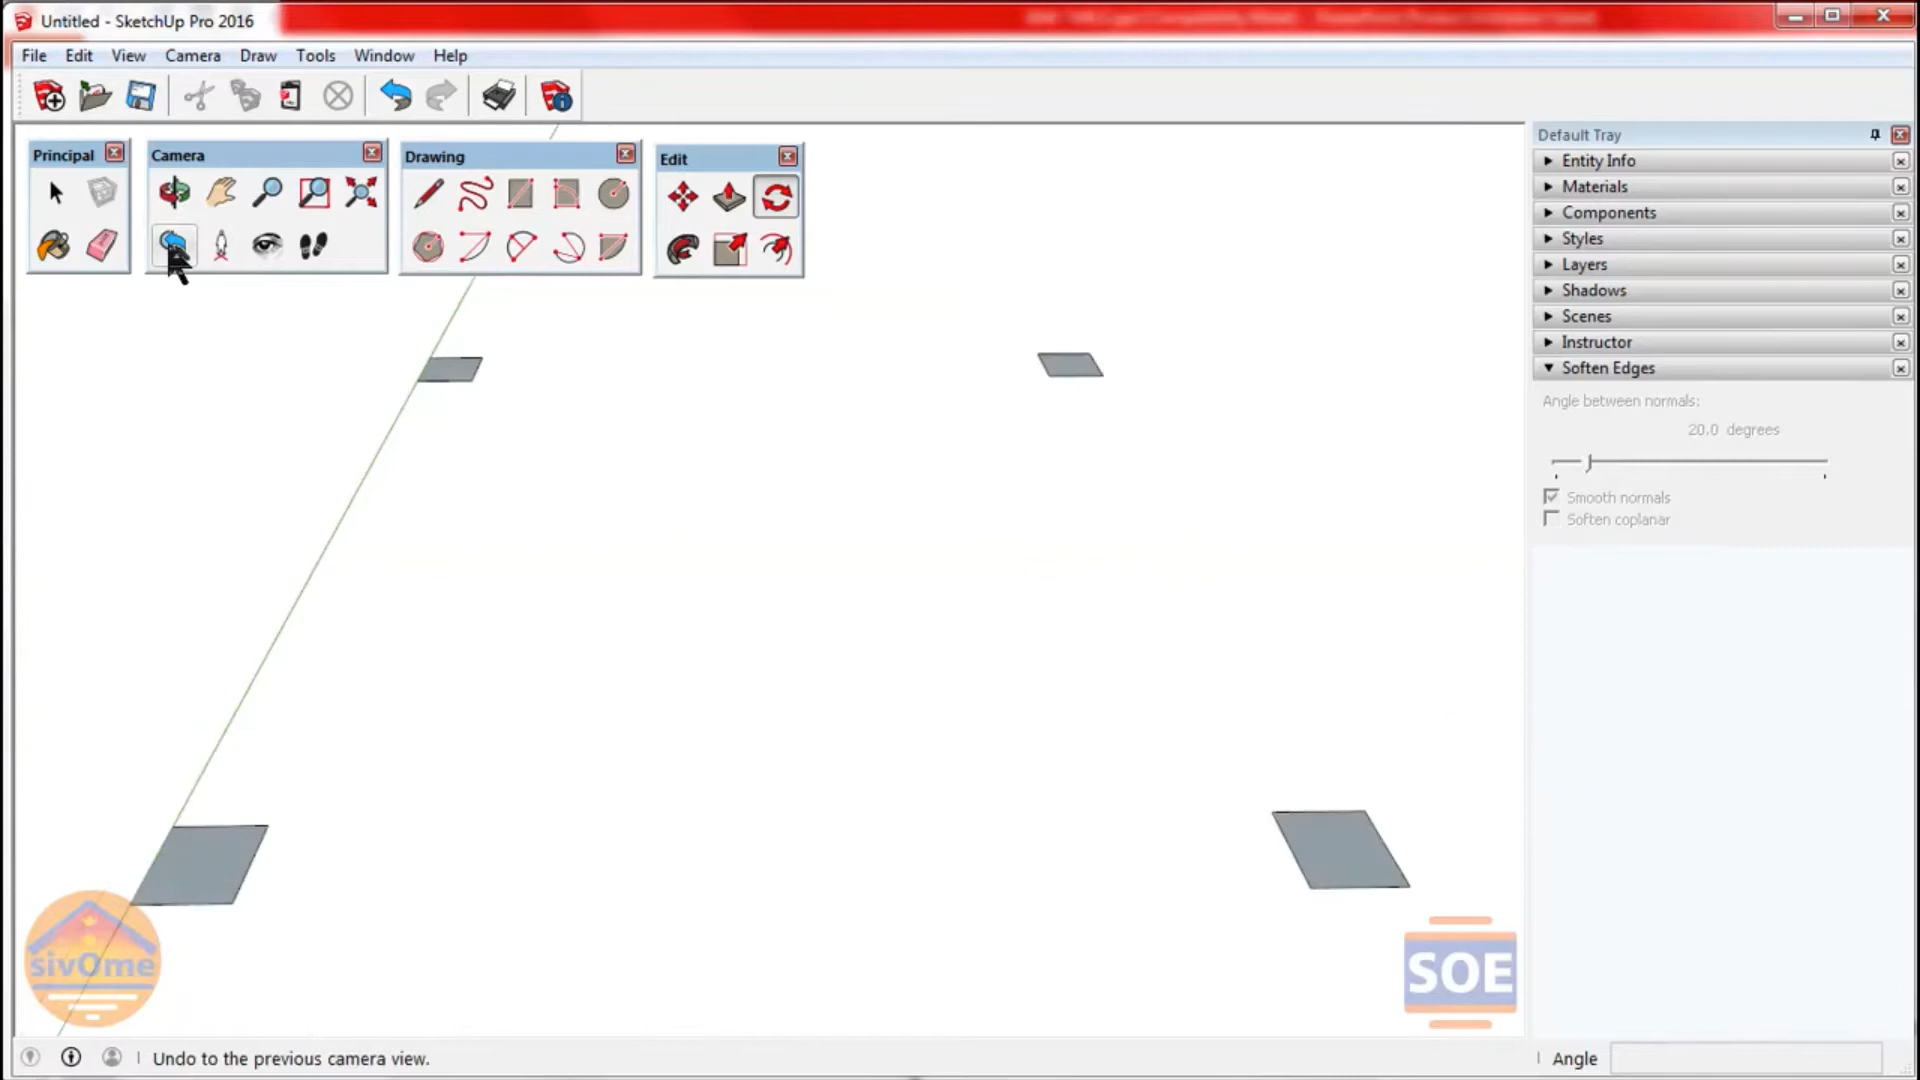 Untitled - SketchUp Pro 2016
File Edit View Camera Draw Tools Window Help
Principal
Camera
Drawing
Edit
Default Tray
Entity Info
Materials
Components
Styles
Layers
Shadows
Scenes
Instructor
Soften Edges
Angle between normals:
20.0 degrees
Smooth normals
Soften coplanar
sivOme
SOE
Undo to the previous camera view.
Angle